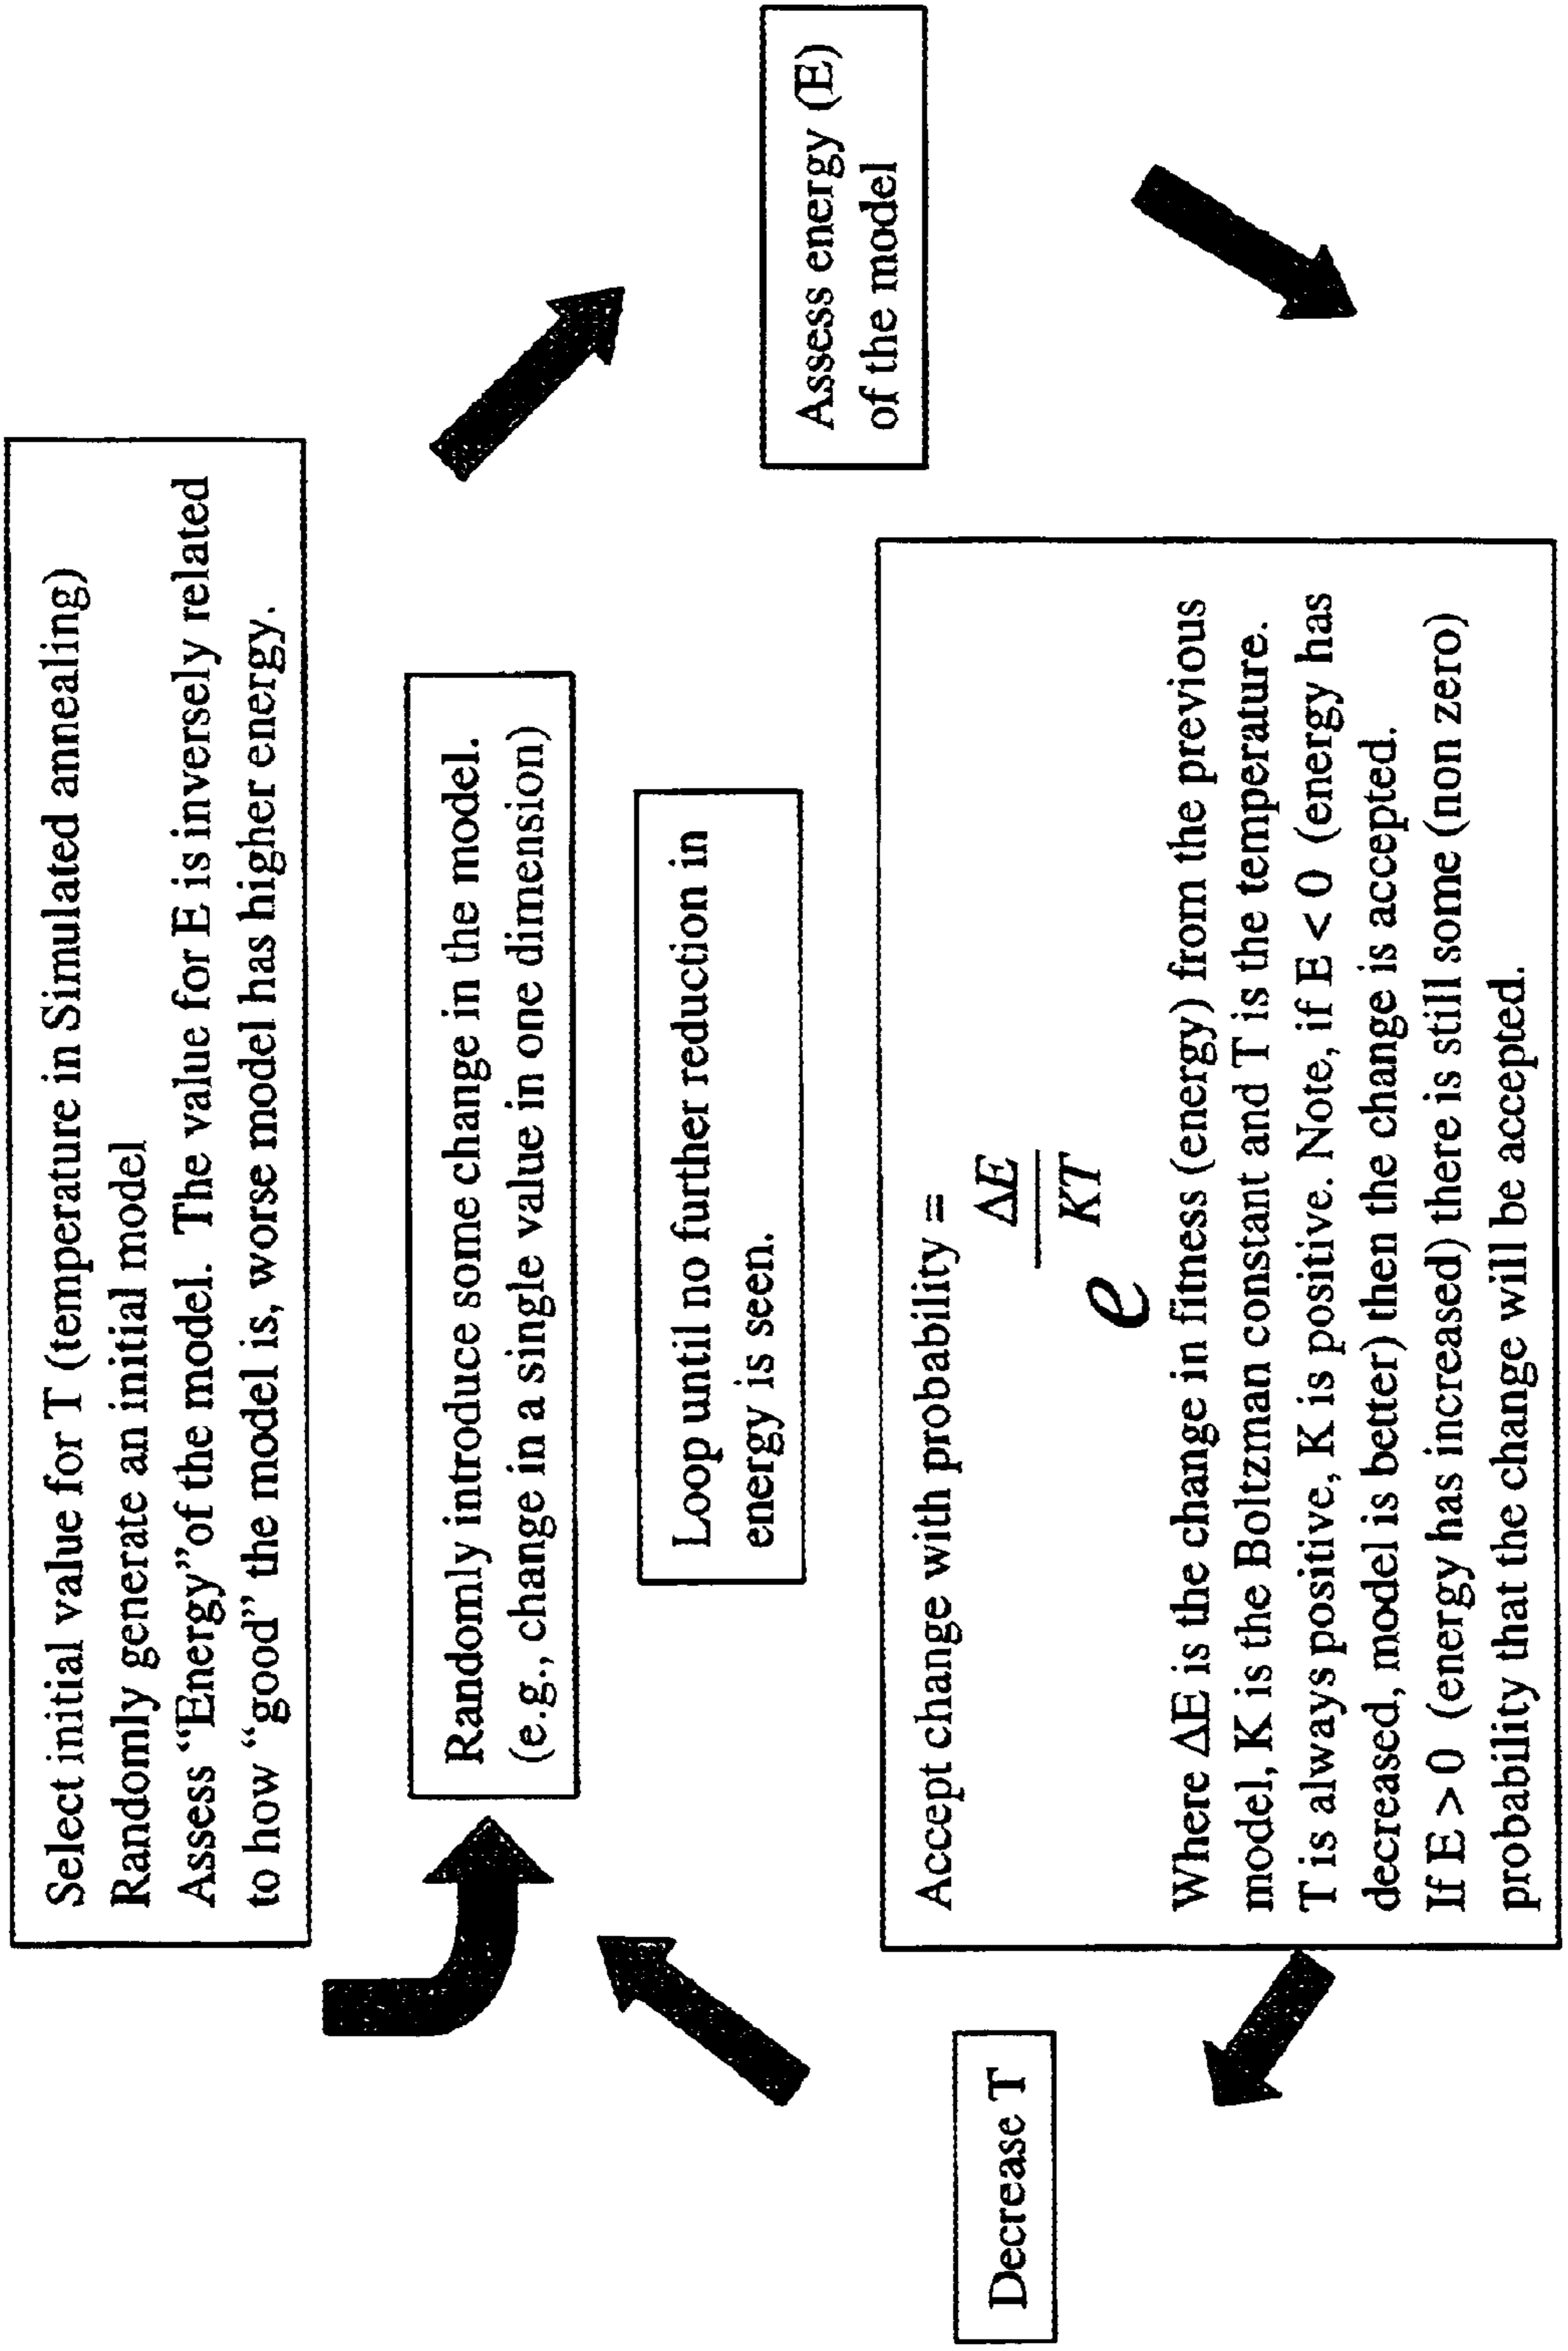 Select initial value for T (temperature in Simulated annealing)
Randomly generate an initial model
Assess “Energy”of the model. The value for E is inversely related
to how “good” the model is, worse model has higher energy.
Randomly introduce some change in the model.
(e.g., change in a single value in one dimension)
Loop until no further reduction in
energy is seen.
Assess energy (E)
of the model
Accept change with probability =
e
ΔE
KT
Where ΔE is the change in fitness (energy) from the previous
model, K is the Boltzman constant and T is the temperature.
T is always positive, K is positive. Note, if E < 0 (energy has
decreased, model is better) then the change is accepted.
If E > 0 (energy has increased) there is still some (non zero)
probability that the change will be accepted.
Decrease T